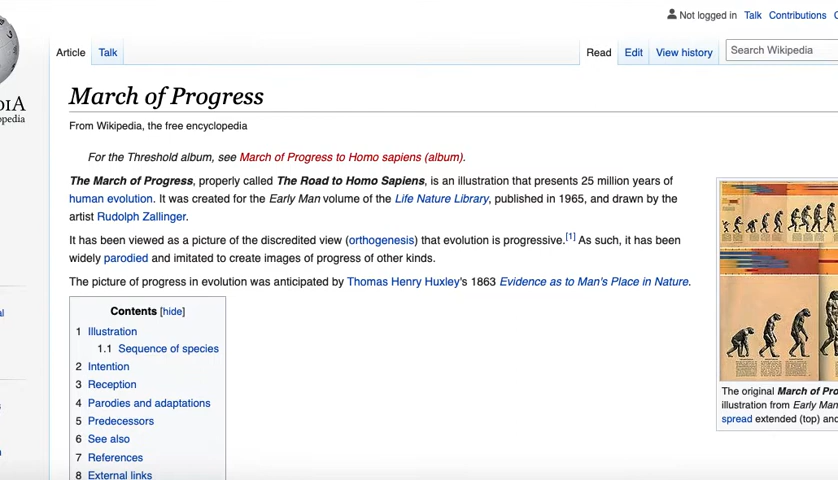 Not logged in Talk Contributions
Article Talk Read Edit View history Search Wikipedia
March of Progress
From Wikipedia, the free encyclopedia
For the Threshold album, see March of Progress to Homo sapiens (album).
The March of Progress, properly called The Road to Homo Sapiens, is an illustration that presents 25 million years of
human evolution. It was created for the Early Man volume of the Life Nature Library, published in 1965, and drawn by the
artist Rudolph Zallinger.
It has been viewed as a picture of the discredited view (orthogenesis) that evolution is progressive.[1] As such, it has been
widely parodied and imitated to create images of progress of other kinds.
The picture of progress in evolution was anticipated by Thomas Henry Huxley's 1863 Evidence as to Man's Place in Nature.
Contents [hide]
1 Illustration
1.1 Sequence of species
2 Intention
3 Reception
4 Parodies and adaptations
5 Predecessors
6 See also
7 References
8 External links
The original March of Pro
illustration from Early Man
spread extended (top) and